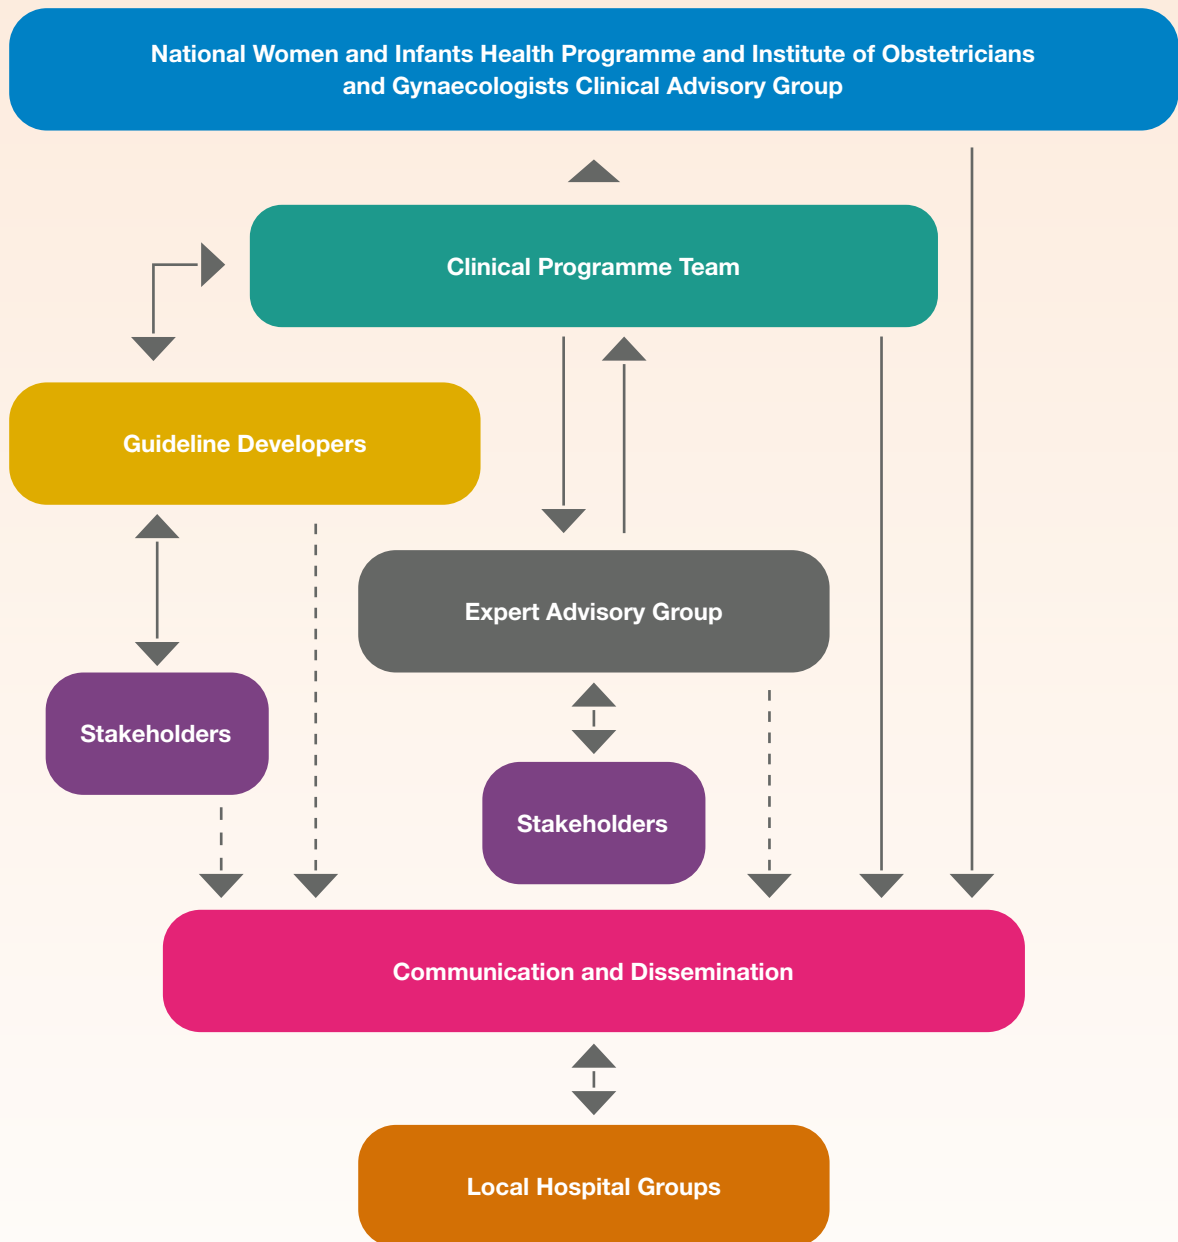 National Women and Infants Health Programme and Institute of Obstetricians
and Gynaecologists Clinical Advisory Group
Clinical Programme Team
Guideline Developers
Expert Advisory Group
Stakeholders
Stakeholders
Communication and Dissemination
Local Hospital Groups